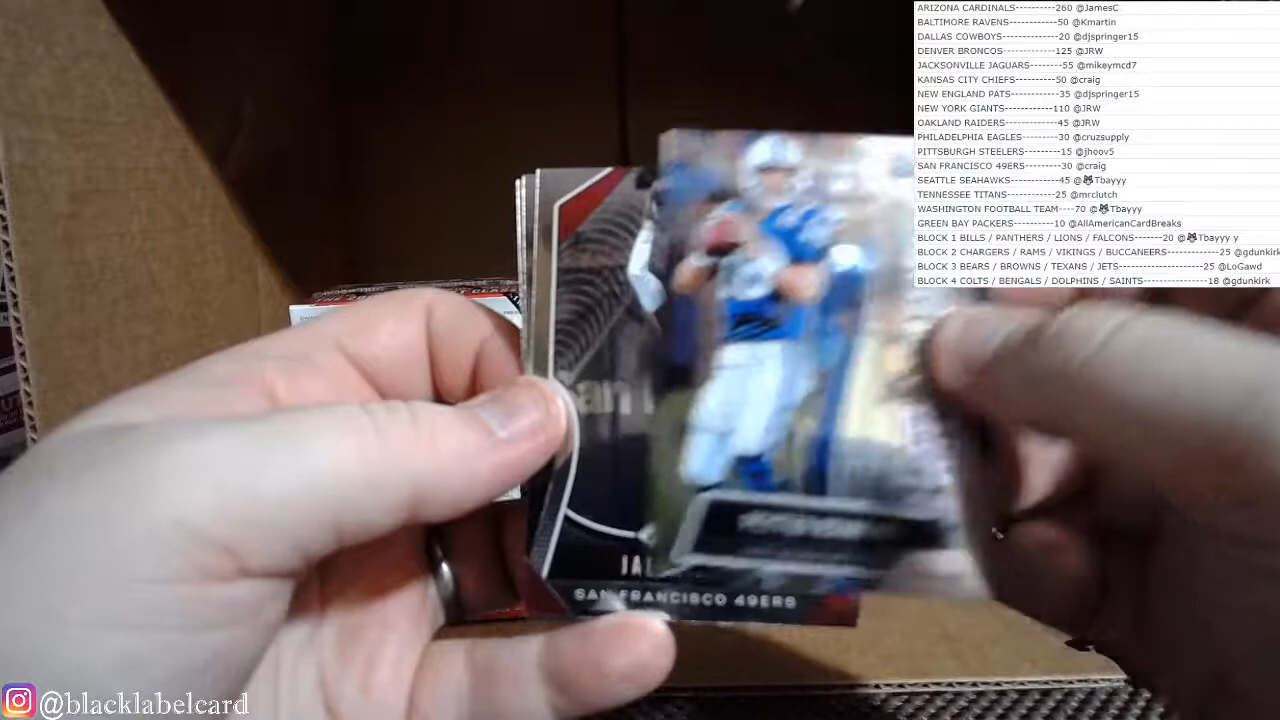 ARIZONA CARDINALS----------260 @JamesC
BALTIMORE RAVENS------------50 @Kmartin
DALLAS COWBOYS--------------20 @djspringer15
DENVER BRONCOS-------------125 @JRW
JACKSONVILLE JAGUARS--------55 @mikeymcd7
KANSAS CITY CHIEFS----------50 @craig
NEW ENGLAND PATS------------35 @djspringer15
NEW YORK GIANTS------------110 @JRW
OAKLAND RAIDERS-------------45 @JRW
PHILADELPHIA EAGLES---------30 @cruzsupply
PITTSBURGH STEELERS---------15 @jhoov5
SAN FRANCISCO 49ERS---------30 @craig
SEATTLE SEAHAWKS------------45 @😈Tbayyy
TENNESSEE TITANS------------25 @mrclutch
WASHINGTON FOOTBALL TEAM----70 @😈Tbayyy
GREEN BAY PACKERS----------10 @AllAmericanCardBreaks
BLOCK 1 BILLS / PANTHERS / LIONS / FALCONS-------20 @😈Tbayyy y
BLOCK 2 CHARGERS / RAMS / VIKINGS / BUCCANEERS--------------25 @gdunkirk
BLOCK 3 BEARS / BROWNS / TEXANS / JETS----------------------25 @LoGawd
BLOCK 4 COLTS / BENGALS / DOLPHINS / SAINTS----------------18 @gdunkirk
San
JAL
SAN FRANCISCO 49ERS
@blacklabelcard